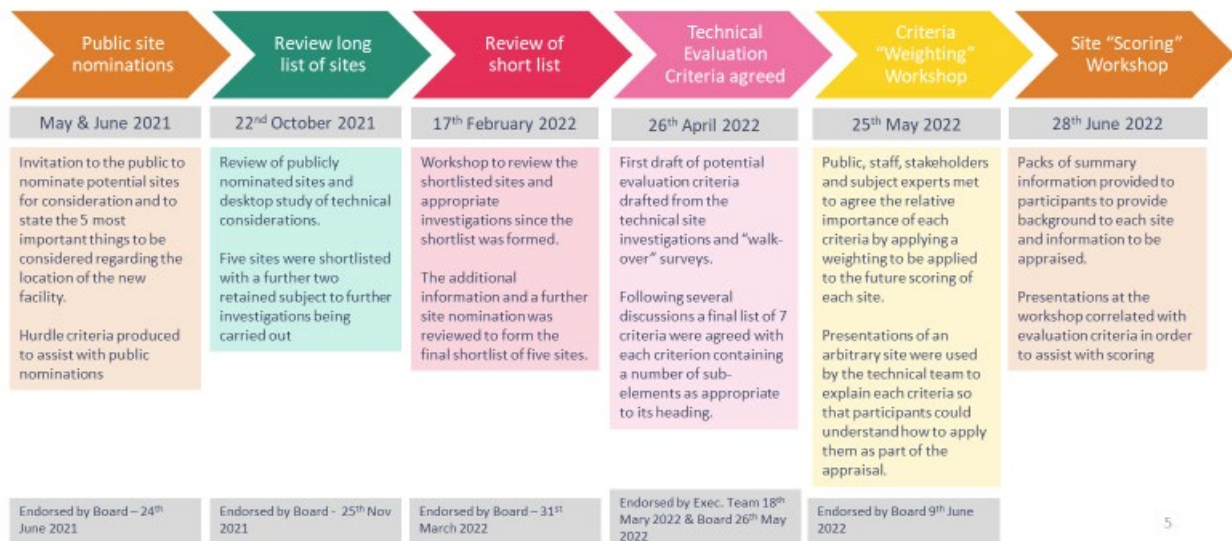 Public site
nominations
Review long
list of sites
Review of
short list
Technical
Evaluation
Criteria agreed
Criteria
“Weighting”
Workshop
Site “Scoring”
Workshop
May & June 2021
22nd October 2021
17th February 2022
26th April 2022
25th May 2022
28th June 2022
Invitation to the public to
nominate potential sites
for consideration and to
state the 5 most
important things to be
considered regarding the
location of the new
facility.
Hurdle criteria produced
to assist with public
nominations
Review of publicly
nominated sites and
desktop study of technical
considerations.
Five sites were shortlisted
with a further two
retained subject to further
investigations being
carried out
Workshop to review the
shortlisted sites and
appropriate
investigations since the
shortlist was formed.
The additional
information and a further
site nomination was
reviewed to form the
final shortlist of five sites.
First draft of potential
evaluation criteria
drafted from the
technical site
investigations and “walk-
over” surveys.
Following several
discussions a final list of 7
criteria were agreed with
each criterion containing
a number of sub-
elements as appropriate
to its heading.
Public, staff, stakeholders
and subject experts met
to agree the relative
importance of each
criteria by applying a
weighting to be applied
to the future scoring of
each site.
Presentations of an
arbitrary site were used
by the technical team to
explain each criteria so
that participants could
understand how to apply
them as part of the
appraisal.
Packs of summary
information provided to
participants to provide
background to each site
and information to be
appraised.
Presentations at the
workshop correlated with
evaluation criteria in order
to assist with scoring
Endorsed by Board – 24th
June 2021
Endorsed by Board - 25th Nov
2021
Endorsed by Board – 31st
March 2022
Endorsed by Exec. Team 18th
Mary 2022 & Board 26th May
2022
Endorsed by Board 9th June
2022
5